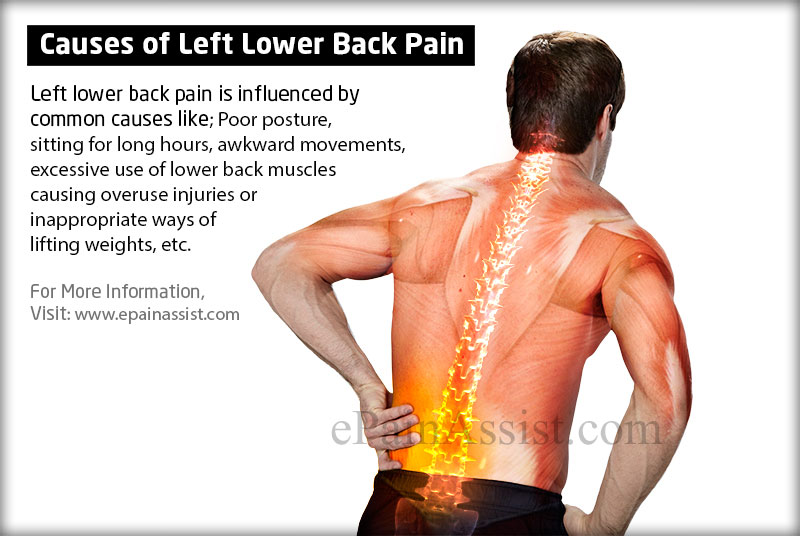 Causes of Left Lower Back Pain
Left lower back pain is influenced by
common causes like; Poor posture,
sitting for long hours, awkward movements,
excessive use of lower back muscles
causing overuse injuries or
inappropriate ways of
lifting weights, etc.
For More Information,
Visit: www.epainassist.com
ePainAssist.com